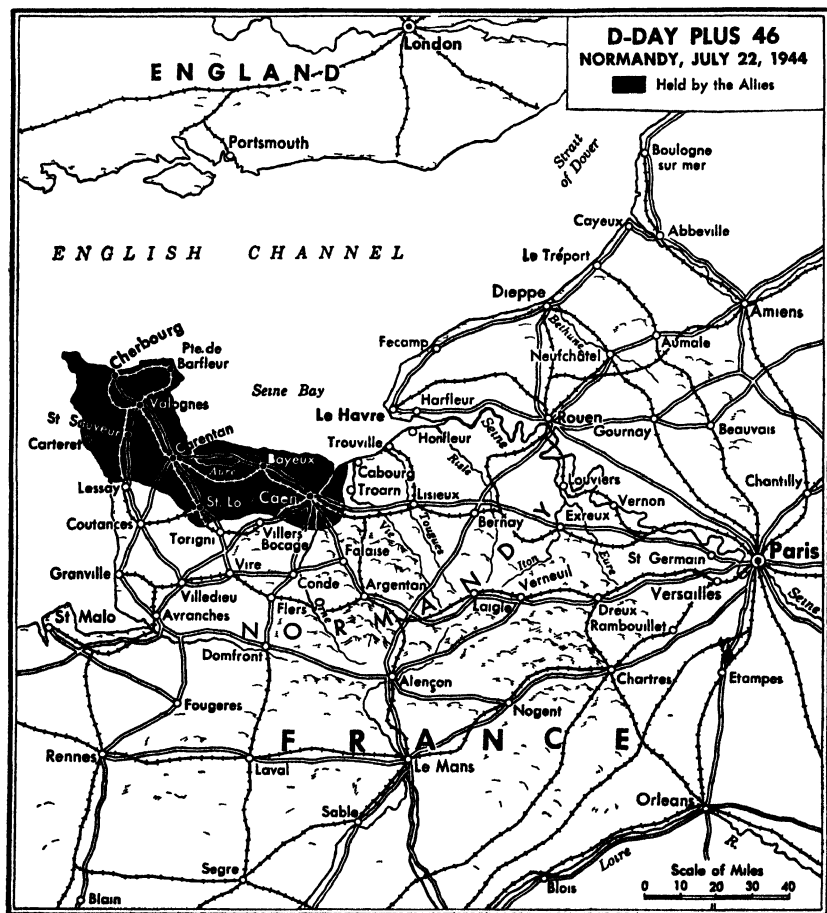 D-DAY PLUS 46
NORMANDY, JULY 22, 1944
Held by the Allies
London
ENGLAND
Portsmouth
Strait
of Dover
Boulogne
sur mer
Cayeux
Abbeville
ENGLISH CHANNEL
Le Tréport
Dieppe
Amiens
Bethune
Fecamp
Aumale
Neufchâtel
Cherbourg
Pte. de
Barfleur
Seine Bay
Valognes
Harfleur
Le Havre
Rouen
St Sauveur
Carteret
Carentan
Honfleur
Seine
Gournay
Beauvais
Trouville
Risle
Aure
Bayeux
Cabourg
Troarn
Lessay
St. Lo
Caen
Lisieux
Louviers
Vernon
Chantilly
Coutances
Bernay
Exreux
Torigni
Villers
Bocage
Vie
Touques
Falaise
St Germain
Paris
Granville
Vire
Conde
Iton
Eure
Verneuil
Versailles
Villedieu
Argentan
Seine
St Malo
Avranches
Flers
Orne
Laigle
Dreux
Rambouillet
NORMANDY
Domfront
Alençon
Chartres
Etampes
Fougeres
Nogent
FRANCE
Rennes
Laval
Le Mans
Sable
Orleans
Segre
Loire
R.
Scale of Miles
0 10 20 40
Blois
Blain